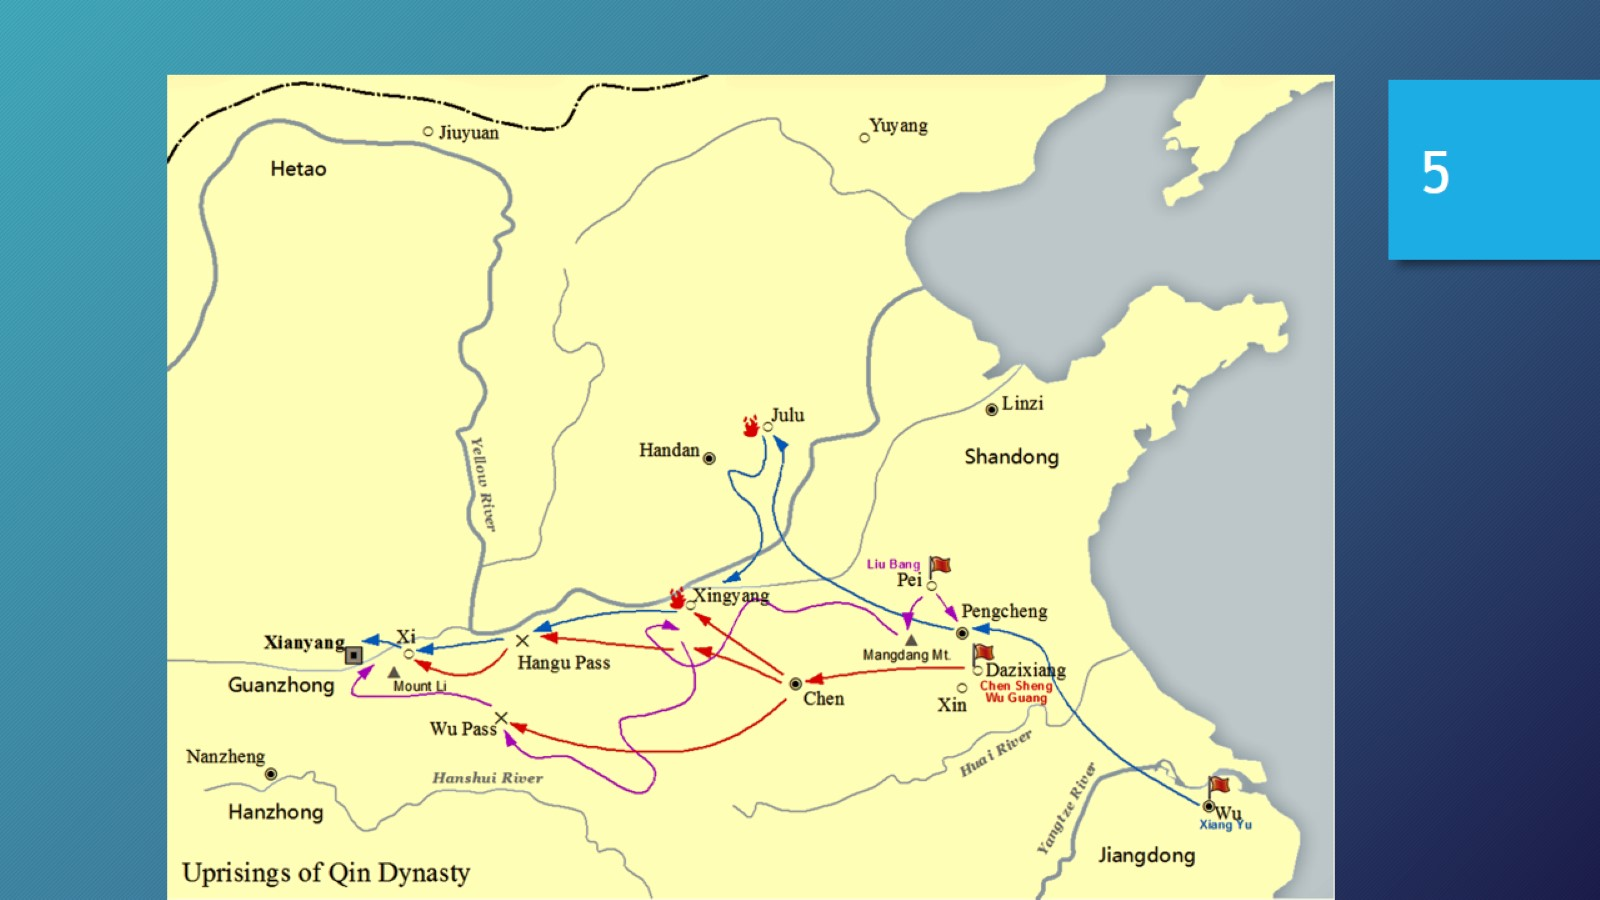 Yuyang
Jiuyuan
Hetao
5
Julu
Linzi
Handan
Shandong
Yellow River
Liu Bang
Pei
Xingyang
Pengcheng
Xianyang
Xi
Hangu Pass
Mangdang Mt.
Dazixiang
Guanzhong
Mount Li
Chen Sheng
Wu Guang
Chen
Xin
Wu Pass
Nanzheng
Hanshui River
Huai River
Hanzhong
Yangtze River
Wu
Xiang Yu
Jiangdong
Uprisings of Qin Dynasty